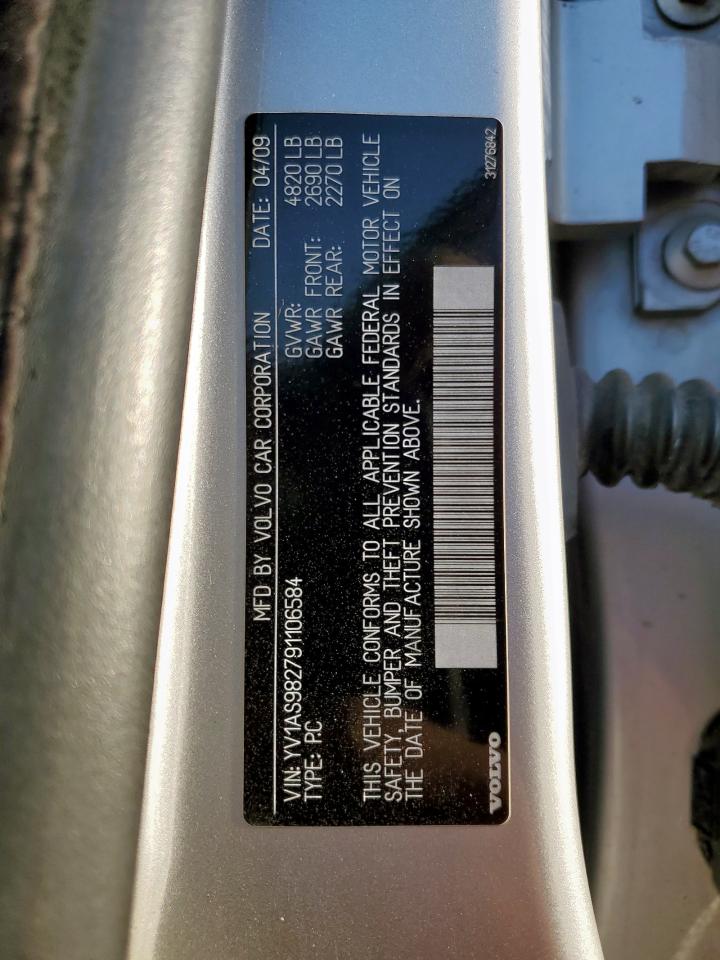 MFD BY VOLVO CAR CORPORATION DATE: 04/09
VIN: YV1AS982791106584 GVWR: 4820 LB
TYPE: P.C GAWR FRONT: 2690 LB
GAWR REAR: 2270 LB
THIS VEHICLE CONFORMS TO ALL APPLICABLE FEDERAL MOTOR VEHICLE
SAFETY, BUMPER AND THEFT PREVENTION STANDARDS IN EFFECT ON
THE DATE OF MANUFACTURE SHOWN ABOVE.
VOLVO 31276842